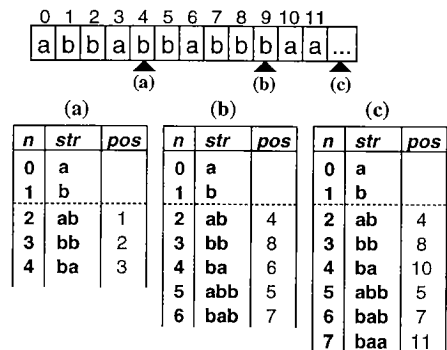 0 1 2 3 4 5 6 7 8 9 10 11
a b b a b b a b b b a a ...
(a) (b) (c)
(a) (b) (c)
n str pos n str pos n str pos
0 a 0 a 0 a
1 b 1 b 1 b
2 ab 1 2 ab 4 2 ab 4
3 bb 2 3 bb 8 3 bb 8
4 ba 3 4 ba 6 4 ba 10
5 abb 5 5 abb 5
6 bab 7 6 bab 7
7 baa 11